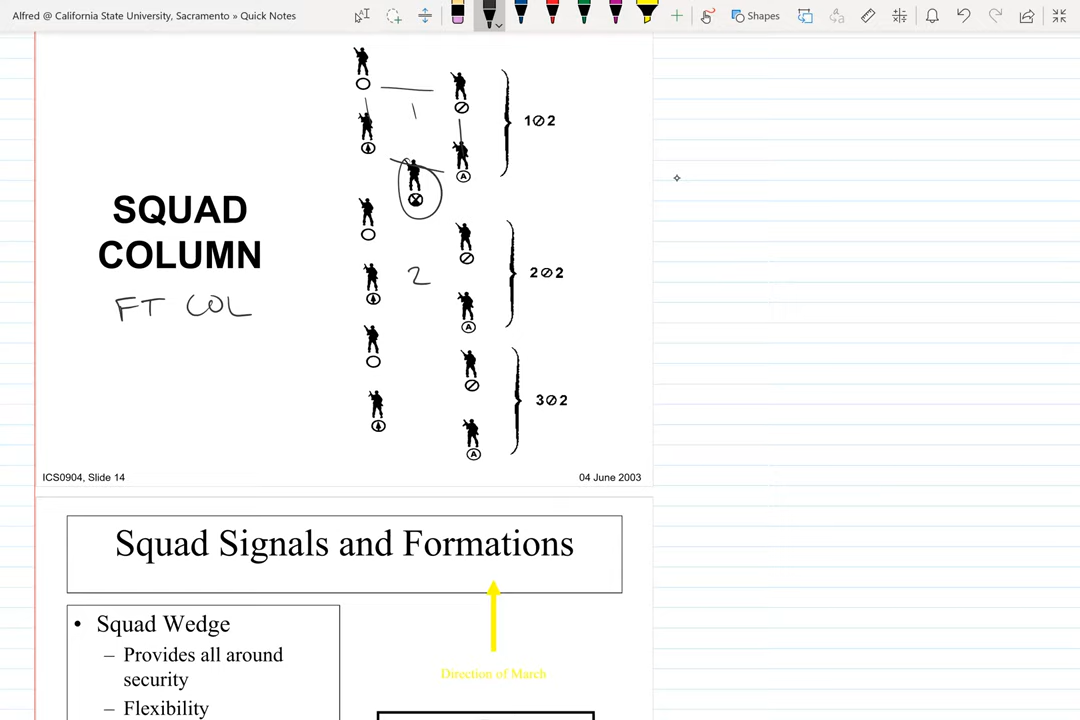 Alfred @ California State University, Sacramento » Quick Notes
Shapes
1
1⊘2
A
SQUAD
COLUMN
FT COL
2
2⊘2
A
3⊘2
A
ICS0904, Slide 14
04 June 2003
Squad Signals and Formations
• Squad Wedge
– Provides all around
security
– Flexibility
Direction of March